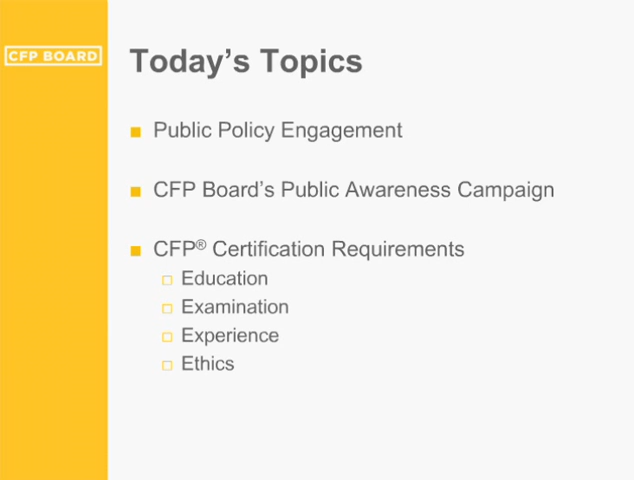 CFP BOARD
Today's Topics
Public Policy Engagement
CFP Board's Public Awareness Campaign
CFP® Certification Requirements
Education
Examination
Experience
Ethics